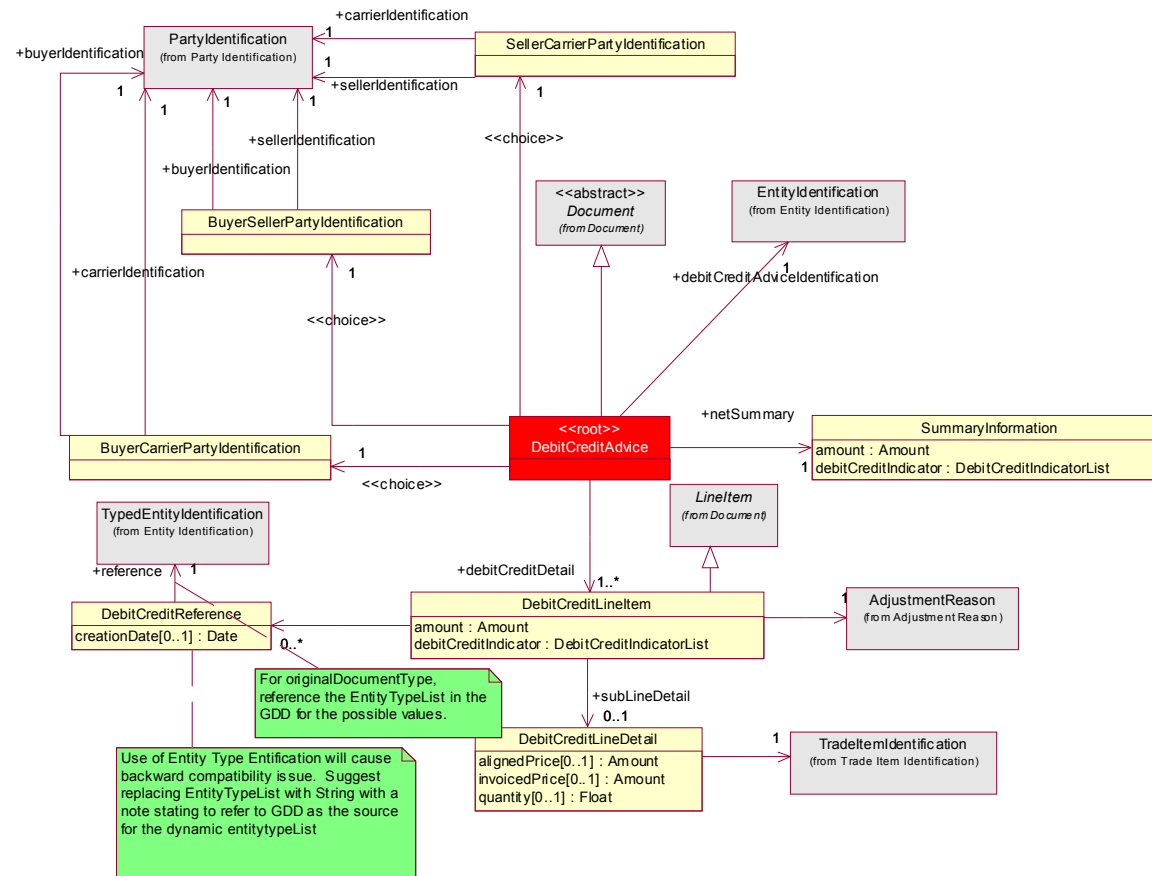 +carrierIdentification
PartyIdentification
(from Party Identification)
1
SellerCarrierPartyIdentification
+buyerIdentification
1
+sellerIdentification
1
1
1
1
1
<<choice>>
+sellerIdentification
+buyerIdentification
<<abstract>>
Document
(from Document)
EntityIdentification
(from Entity Identification)
BuyerSellerPartyIdentification
+carrierIdentification
1
1
+debitCreditAdviceIdentification
<<choice>>
+netSummary
<<root>>
DebitCreditAdvice
SummaryInformation
amount : Amount
debitCreditIndicator : DebitCreditIndicatorList
1
BuyerCarrierPartyIdentification
1
<<choice>>
LineItem
(from Document)
TypedEntityIdentification
(from Entity Identification)
+reference
1
+debitCreditDetail
1..*
DebitCreditReference
creationDate[0..1] : Date
0..*
DebitCreditLineItem
amount : Amount
debitCreditIndicator : DebitCreditIndicatorList
1
AdjustmentReason
(from Adjustment Reason)
For originalDocumentType,
reference the EntityTypeList in the
GDD for the possible values.
+subLineDetail
0..1
DebitCreditLineDetail
alignedPrice[0..1] : Amount
invoicedPrice[0..1] : Amount
quantity[0..1] : Float
1
TradeItemIdentification
(from Trade Item Identification)
Use of Entity Type Entification will cause
backward compatibility issue.  Suggest
replacing EntityTypeList with String with a
note stating to refer to GDD as the source
for the dynamic entitytypeList